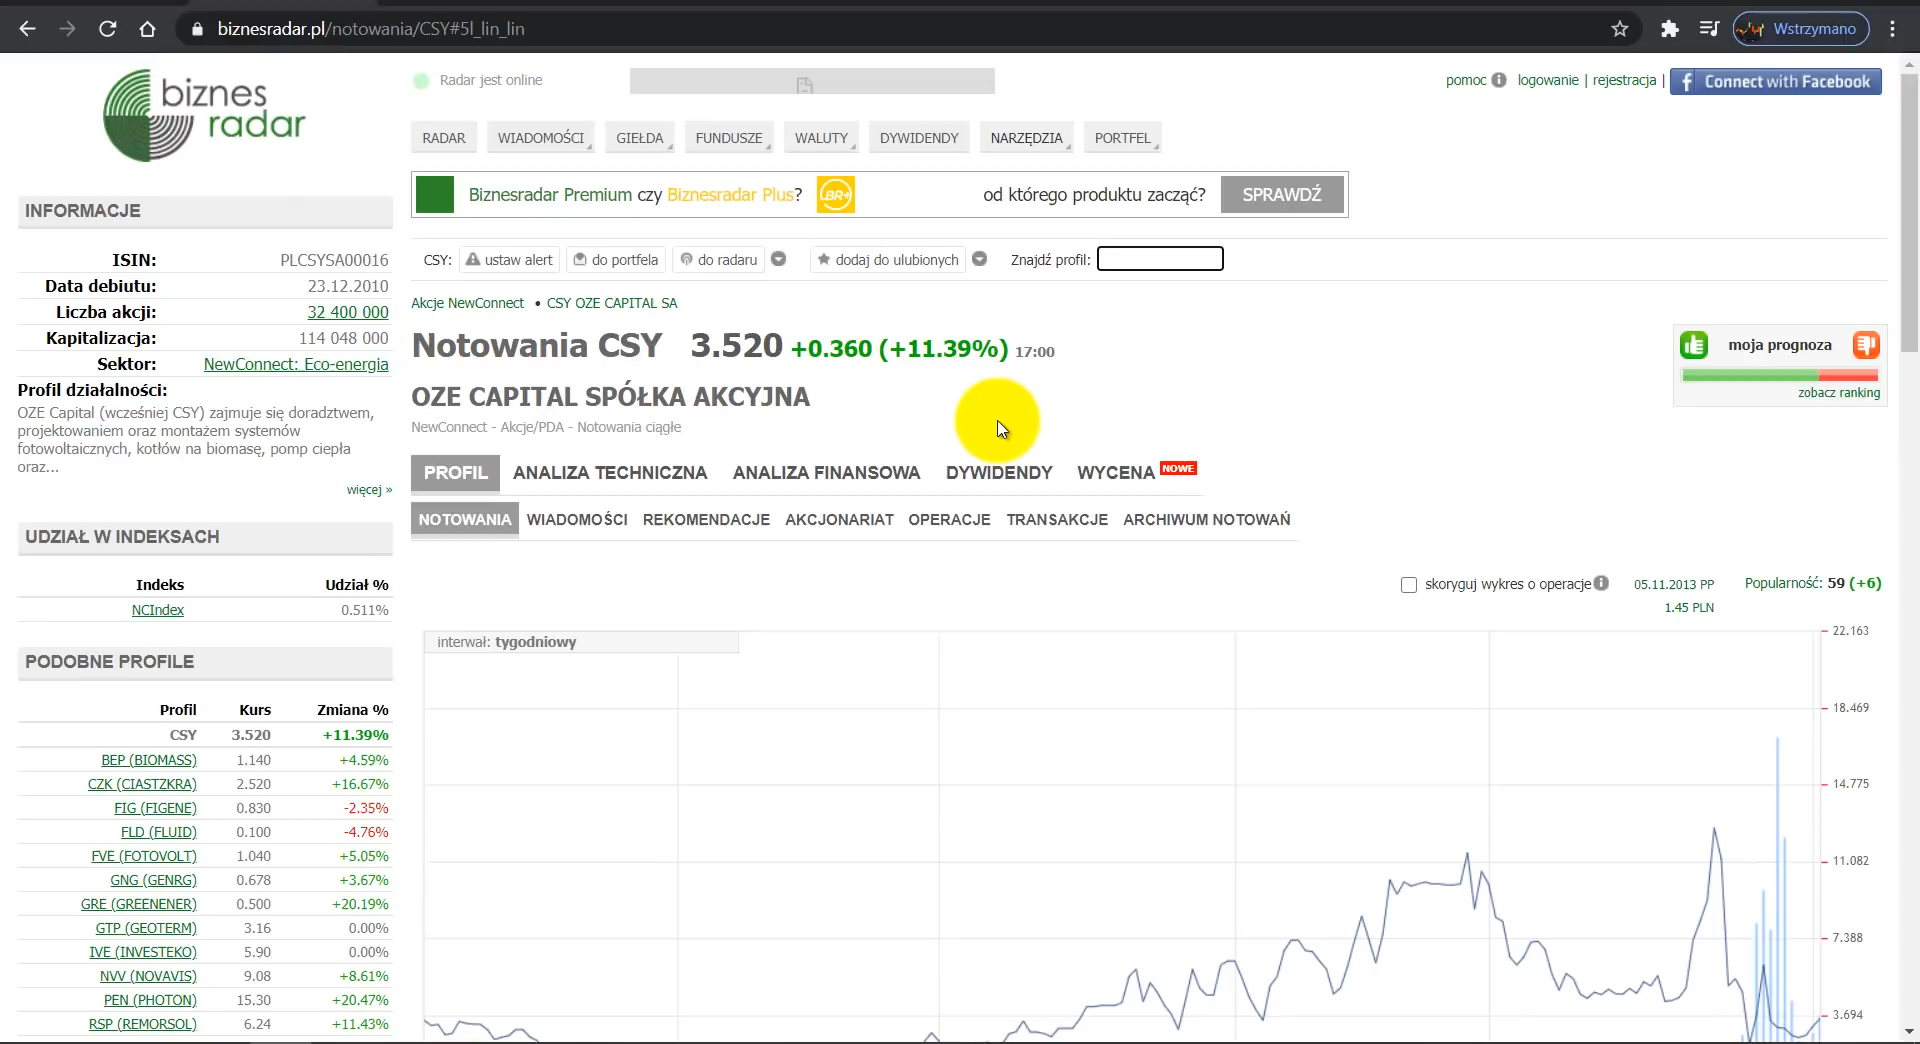 biznesradar.pl/notowania/CSY#5l_lin_lin
Wstrzymano
biznes
radar
Radar jest online
pomoc
logowanie | rejestracja |
f Connect with Facebook
RADAR WIADOMOŚCI GIEŁDA FUNDUSZE WALUTY DYWIDENDY NARZĘDZIA PORTFEL
Biznesradar Premium czy Biznesradar Plus? BR+ od którego produktu zacząć? SPRAWDŹ
CSY: ustaw alert do portfela do radaru dodaj do ulubionych Znajdź profil:
Akcje NewConnect • CSY OZE CAPITAL SA
Notowania CSY 3.520 +0.360 (+11.39%) 17:00
OZE CAPITAL SPÓŁKA AKCYJNA
NewConnect - Akcje/PDA - Notowania ciągłe
moja prognoza
zobacz ranking
PROFIL ANALIZA TECHNICZNA ANALIZA FINANSOWA DYWIDENDY WYCENA NOWE
NOTOWANIA WIADOMOŚCI REKOMENDACJE AKCJONARIAT OPERACJE TRANSAKCJE ARCHIWUM NOTOWAŃ
INFORMACJE
ISIN: PLCSYSA00016
Data debiutu: 23.12.2010
Liczba akcji: 32 400 000
Kapitalizacja: 114 048 000
Sektor: NewConnect: Eco-energia
Profil działalności:
OZE Capital (wcześniej CSY) zajmuje się doradztwem,
projektowaniem oraz montażem systemów
fotowoltaicznych, kotłów na biomasę, pomp ciepła
oraz...
więcej »
UDZIAŁ W INDEKSACH
Indeks Udział %
NCIndex 0.511%
PODOBNE PROFILE
Profil Kurs Zmiana %
CSY 3.520 +11.39%
BEP (BIOMASS) 1.140 +4.59%
CZK (CIASTZKRA) 2.520 +16.67%
FIG (FIGENE) 0.830 -2.35%
FLD (FLUID) 0.100 -4.76%
FVE (FOTOVOLT) 1.040 +5.05%
GNG (GENRG) 0.678 +3.67%
GRE (GREENENER) 0.500 +20.19%
GTP (GEOTERM) 3.16 0.00%
IVE (INVESTEKO) 5.90 0.00%
NVV (NOVAVIS) 9.08 +8.61%
PEN (PHOTON) 15.30 +20.47%
RSP (REMORSOL) 6.24 +11.43%
skoryguj wykres o operacje
05.11.2013 PP
1.45 PLN
Popularność: 59 (+6)
interwał: tygodniowy
22.163
18.469
14.775
11.082
7.388
3.694